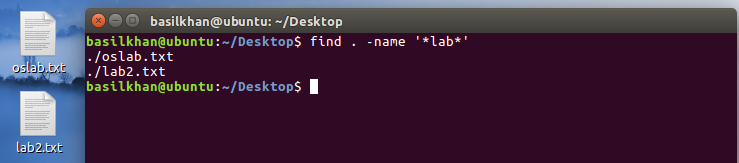 basilkhan@ubuntu: ~/Desktop
basilkhan@ubuntu:~/Desktop$ find . -name '*lab*'
./oslab.txt
./lab2.txt
basilkhan@ubuntu:~/Desktop$
oslab.txt
lab2.txt